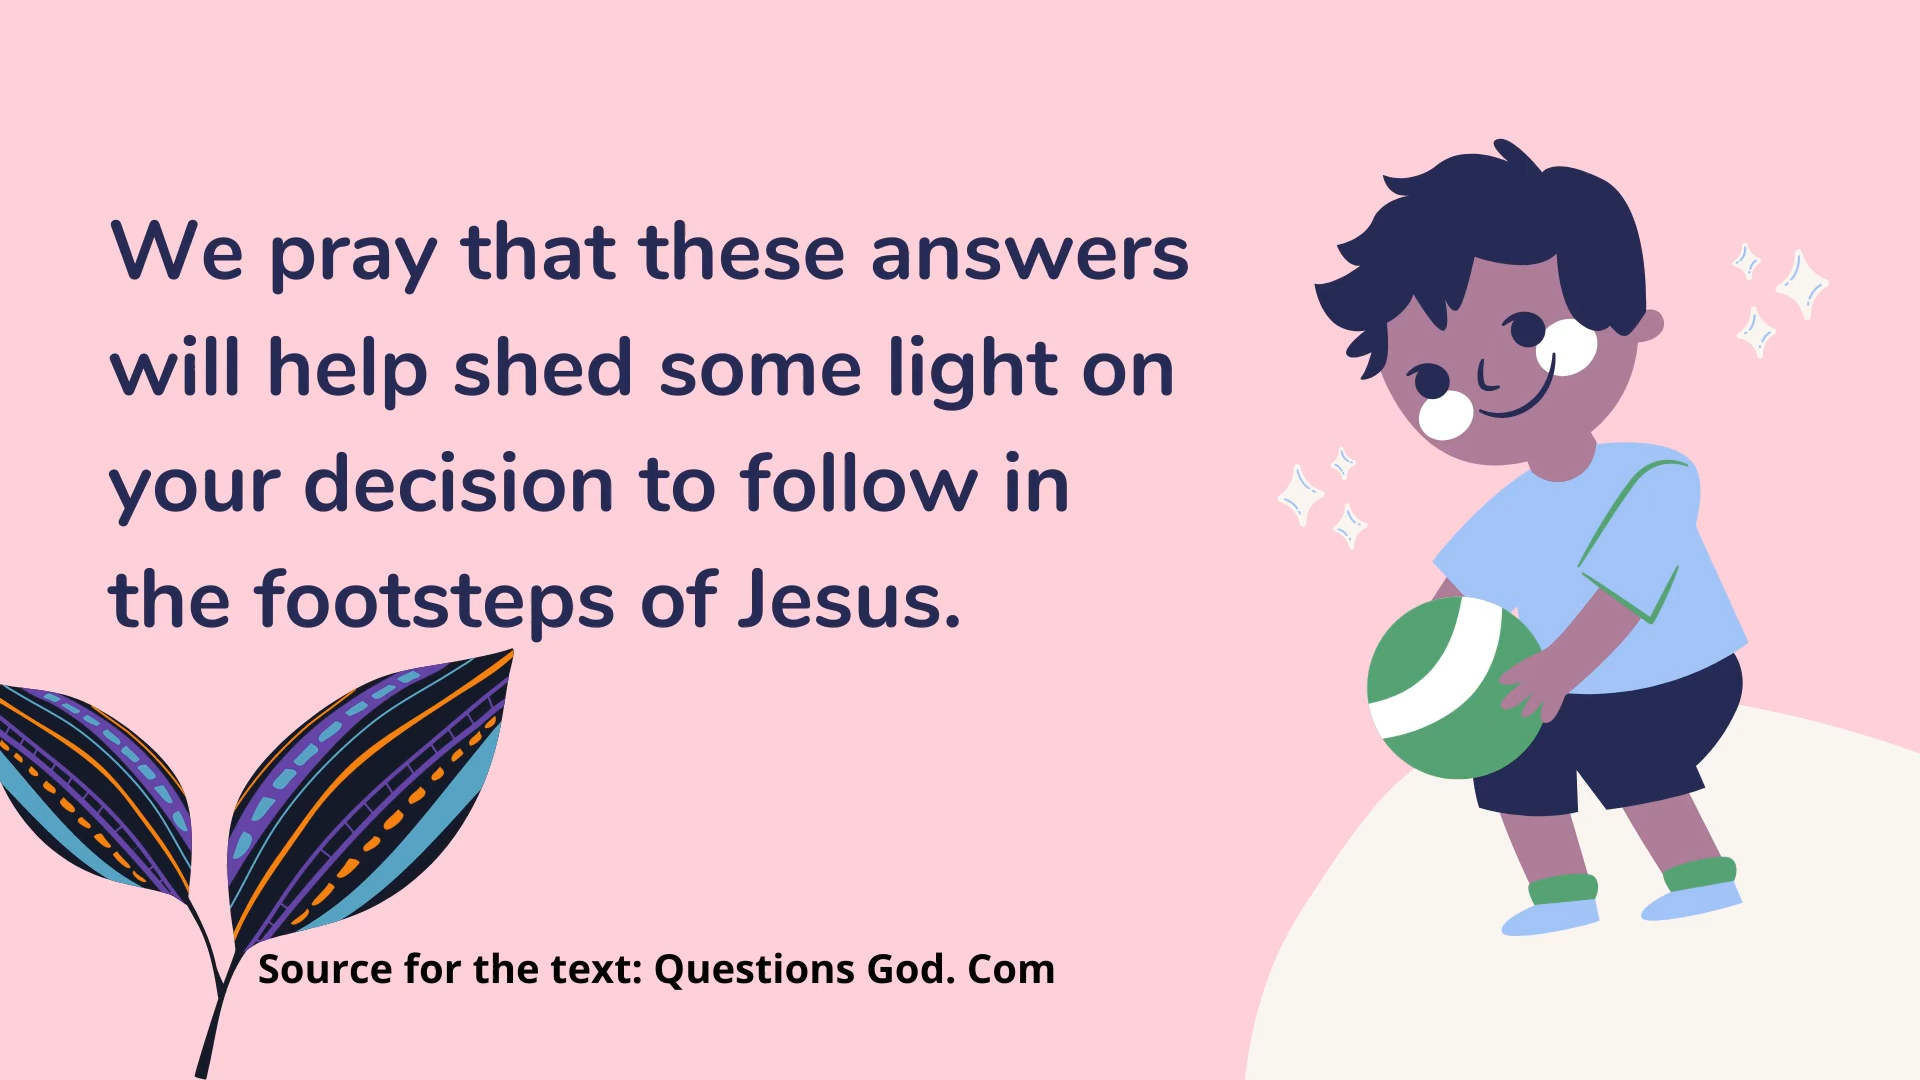 We pray that these answers
will help shed some light on
your decision to follow in
the footsteps of Jesus.
Source for the text: Questions God. Com